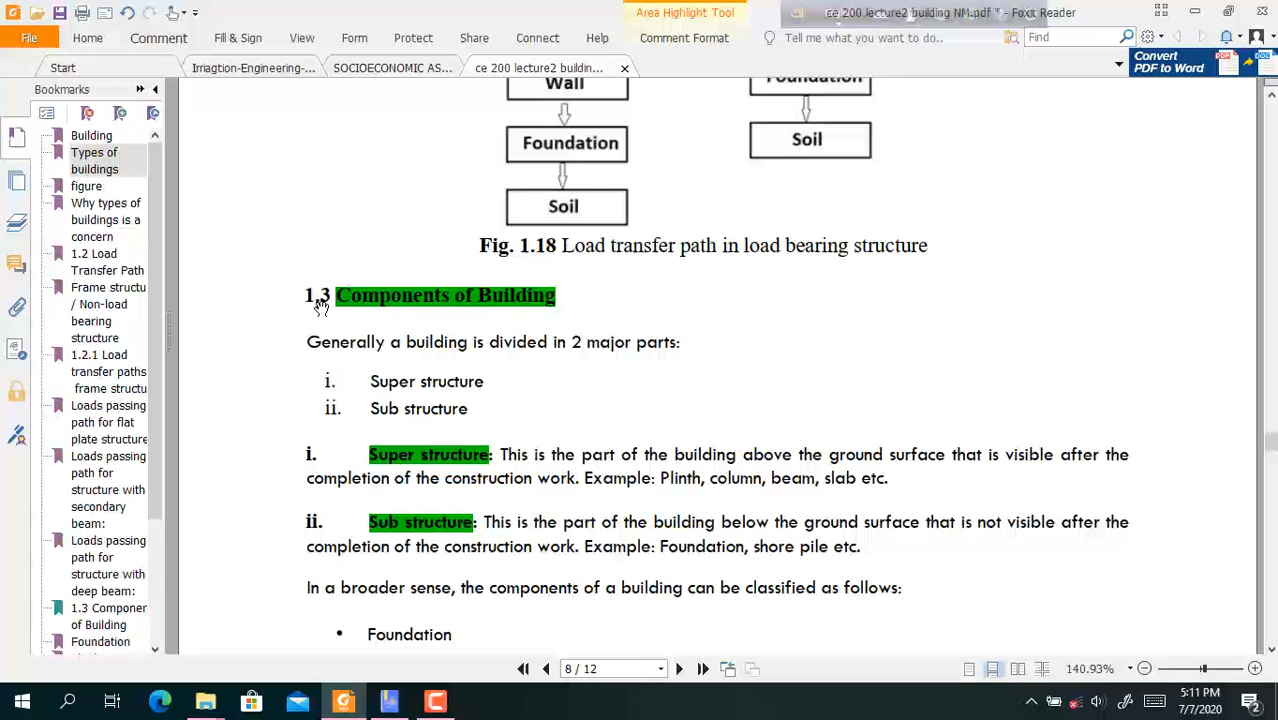 Area Highlight Tool
ce 200 lecture2 building NM.pdf * - Foxit Reader
File Home Comment Fill & Sign View Form Protect Share Connect Help Comment Format Tell me what you want to do.. Find
Start Irriagtion-Engineering-... SOCIOECONOMIC AS... ce 200 lecture2 buildin...
Convert
PDF to Word
Bookmarks
Building
Types of
buildings
figure
Why types of
buildings is a
concern
1.2 Load
Transfer Path
Frame structu
/ Non-load
bearing
structure
1.2.1 Load
transfer paths
frame structu
Loads passing
path for flat
plate structure
Loads passing
path for
structure with
secondary
beam:
Loads passing
path for
structure with
deep beam:
1.3 Componen
of Building
Foundation
Wall
Foundation
Soil
Foundation
Soil
Fig. 1.18 Load transfer path in load bearing structure
1.3 Components of Building
Generally a building is divided in 2 major parts:
i. Super structure
ii. Sub structure
i. Super structure: This is the part of the building above the ground surface that is visible after the
completion of the construction work. Example: Plinth, column, beam, slab etc.
ii. Sub structure: This is the part of the building below the ground surface that is not visible after the
completion of the construction work. Example: Foundation, shore pile etc.
In a broader sense, the components of a building can be classified as follows:
• Foundation
8 / 12
140.93%
5:11 PM
7/7/2020
2